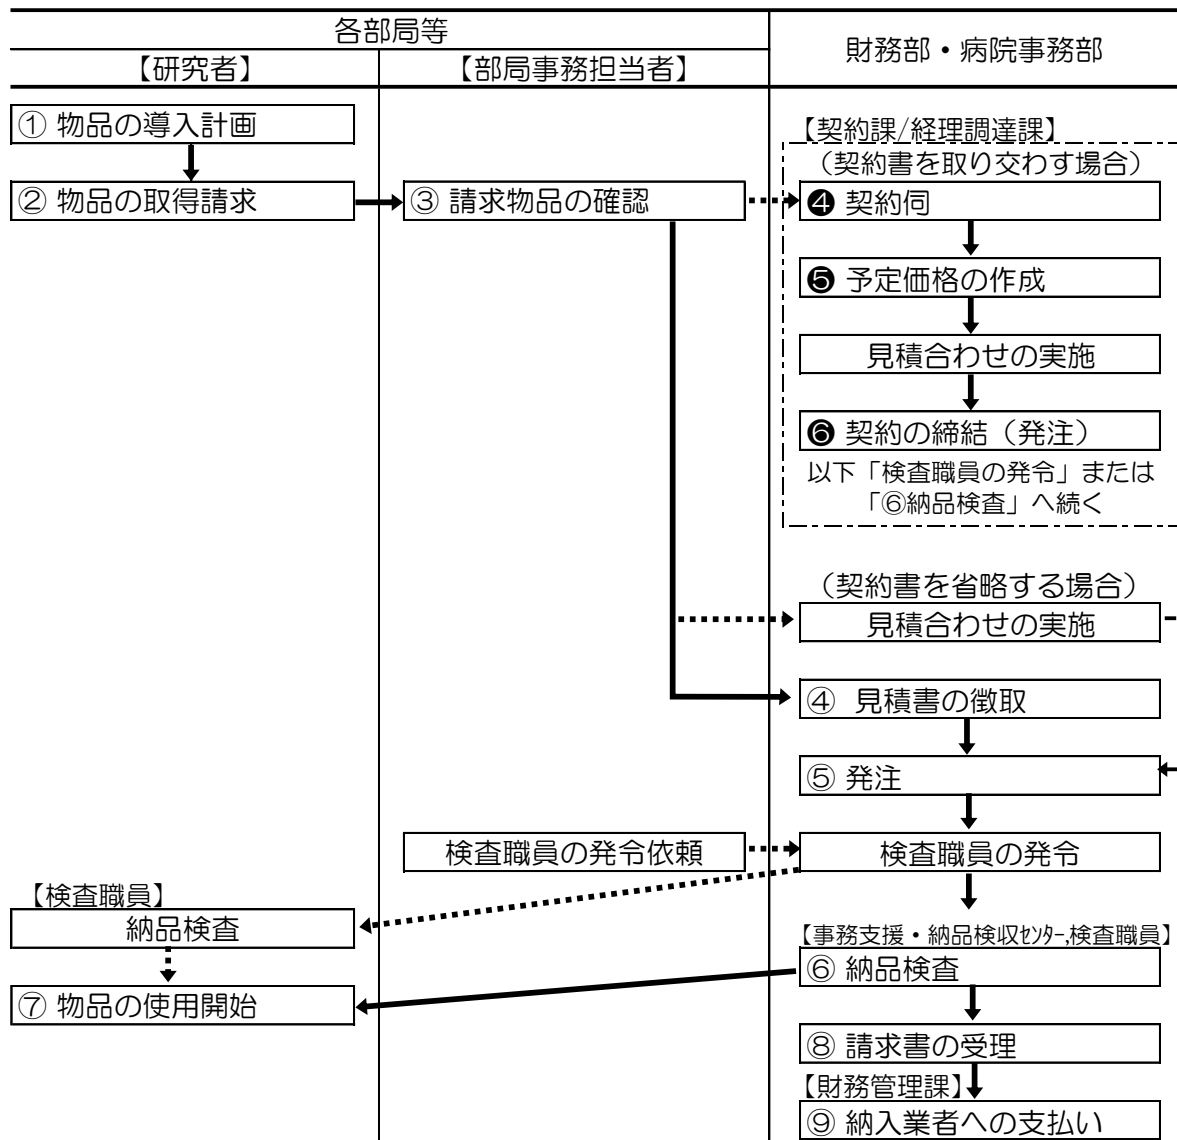 各部局等
財務部・病院事務部
【研究者】
【部局事務担当者】
① 物品の導入計画
【契約課/経理調達課】
（契約書を取り交わす場合）
② 物品の取得請求
③ 請求物品の確認
❹ 契約伺
❺ 予定価格の作成
見積合わせの実施
❻ 契約の締結（発注）
以下「検査職員の発令」または
「⑥納品検査」へ続く
（契約書を省略する場合）
見積合わせの実施
④ 見積書の徴取
⑤ 発注
検査職員の発令依頼
検査職員の発令
【検査職員】
納品検査
【事務支援・納品検収ｾﾝﾀｰ,検査職員】
⑥ 納品検査
⑦ 物品の使用開始
⑧ 請求書の受理
【財務管理課】
⑨ 納入業者への支払い